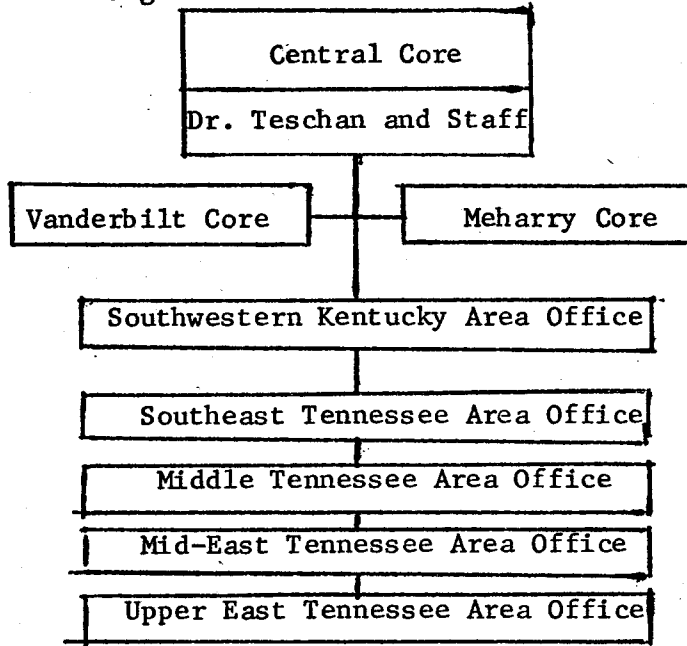 Central Core
Dr. Teschan and Staff
Vanderbilt Core
Meharry Core
Southwestern Kentucky Area Office
Southeast Tennessee Area Office
Middle Tennessee Area Office
Mid-East Tennessee Area Office
Upper East Tennessee Area Office